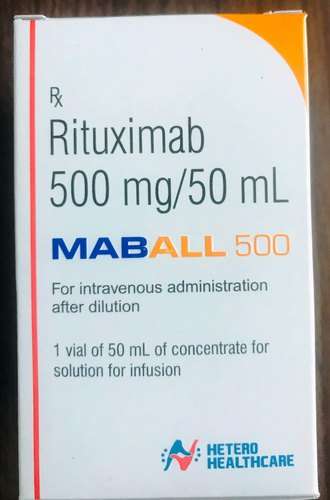 Rx
Rituximab
500 mg/50 mL
MABALL 500
For intravenous administration
after dilution
1 vial of 50 mL of concentrate for
solution for infusion
HETERO
HEALTHCARE